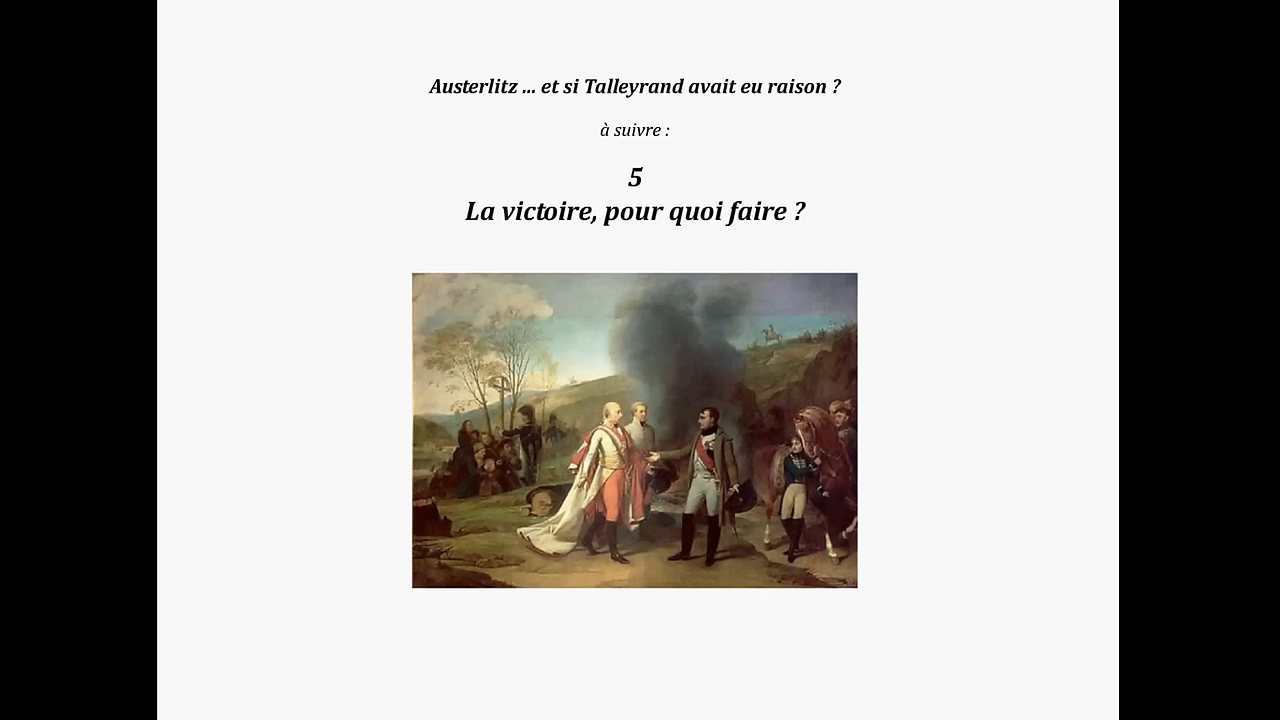 Austerlitz ... et si Talleyrand avait eu raison ?
à suivre :
5
La victoire, pour quoi faire ?